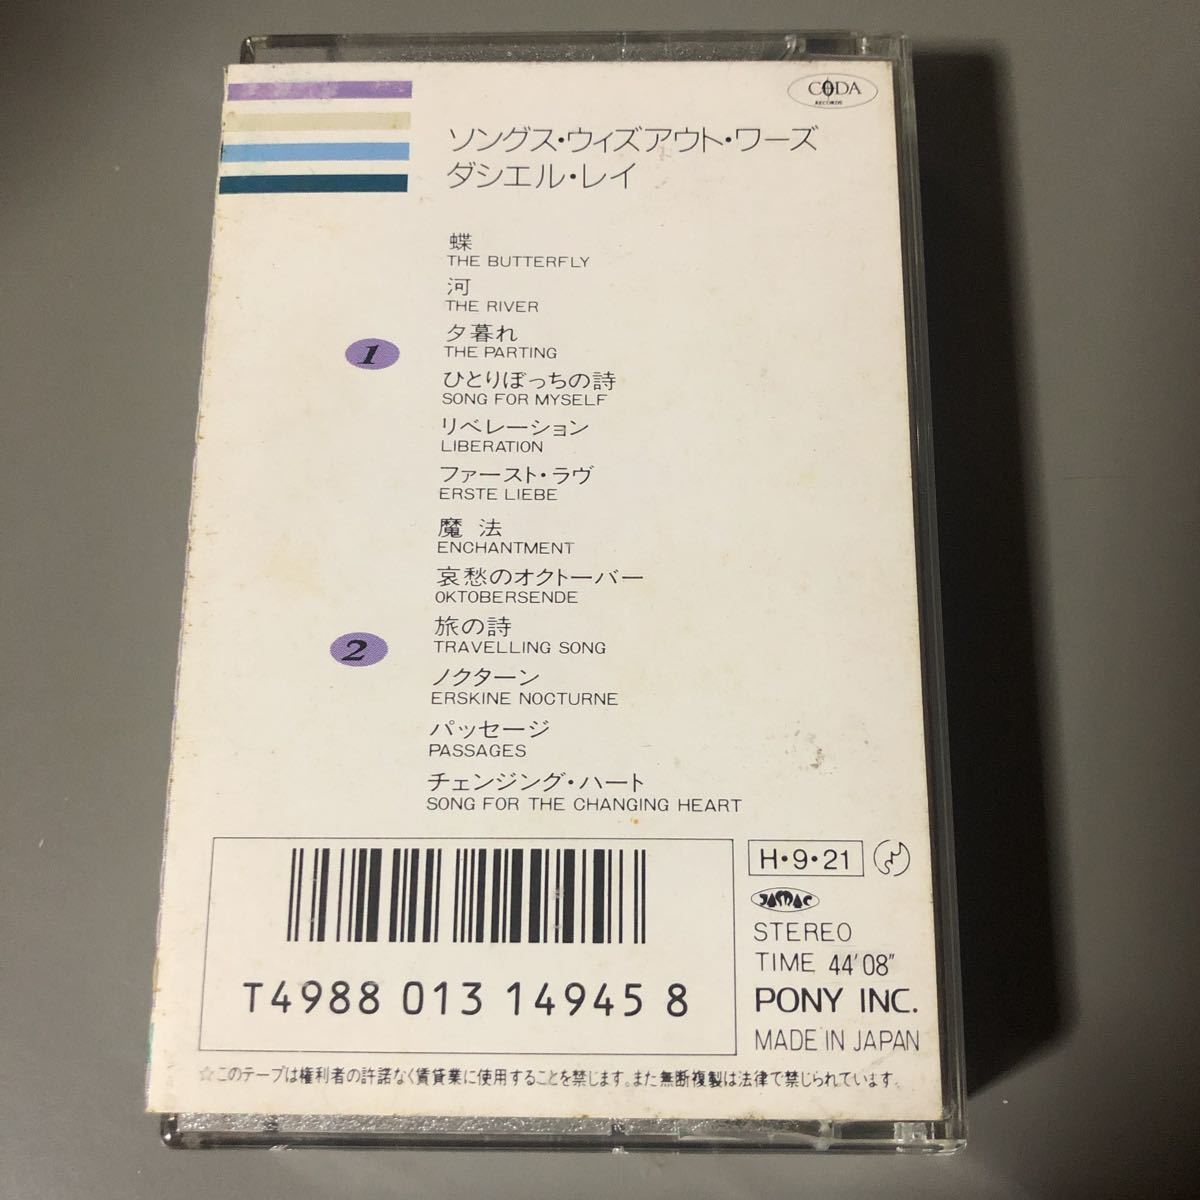 CODA
RECORDS
ソングス・ウィズアウト・ワーズ
ダシエル・レイ
1
蝶
THE BUTTERFLY
河
THE RIVER
夕暮れ
THE PARTING
ひとりぼっちの詩
SONG FOR MYSELF
リベレーション
LIBERATION
ファースト・ラヴ
ERSTE LIEBE
2
魔法
ENCHANTMENT
哀愁のオクトーバー
OKTOBERSENDE
旅の詩
TRAVELLING SONG
ノクターン
ERSKINE NOCTURNE
パッセージ
PASSAGES
チェンジング・ハート
SONG FOR THE CHANGING HEART
T4988 013 14945 8
H・9・21
JASRAC
STEREO
TIME 44'08"
PONY INC.
MADE IN JAPAN
☆このテープは権利者の許諾なく賃貸業に使用することを禁じます。また無断複製は法律で禁じられています。